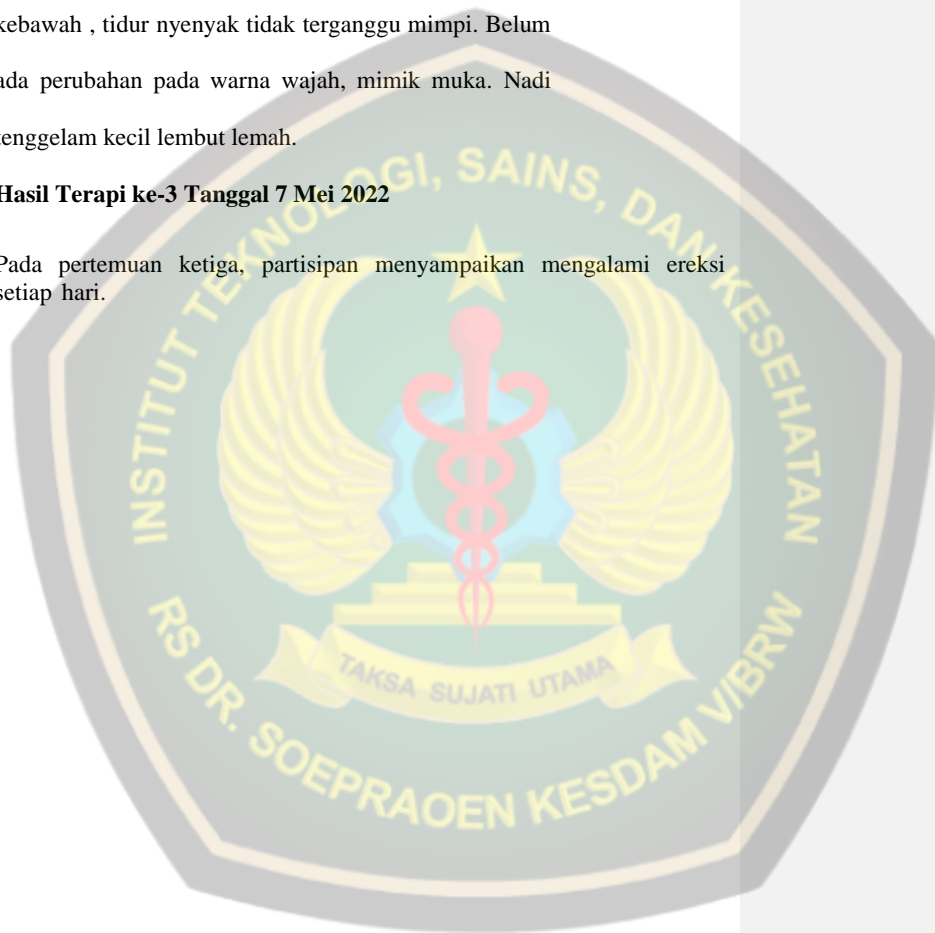 kebawah , tidur nyenyak tidak terganggu mimpi. Belum
ada perubahan pada warna wajah, mimik muka. Nadi
tenggelam kecil lembut lemah.
Hasil Terapi ke-3 Tanggal 7 Mei 2022
Pada pertemuan ketiga, partisipan menyampaikan mengalami ereksi
setiap hari.
INSTITUT TEKNOLOGI, SAINS, DAN KESEHATAN
TAKSA SUJATI UTAMA
RS DR. SOEPRAOEN KESDAM V/BRW